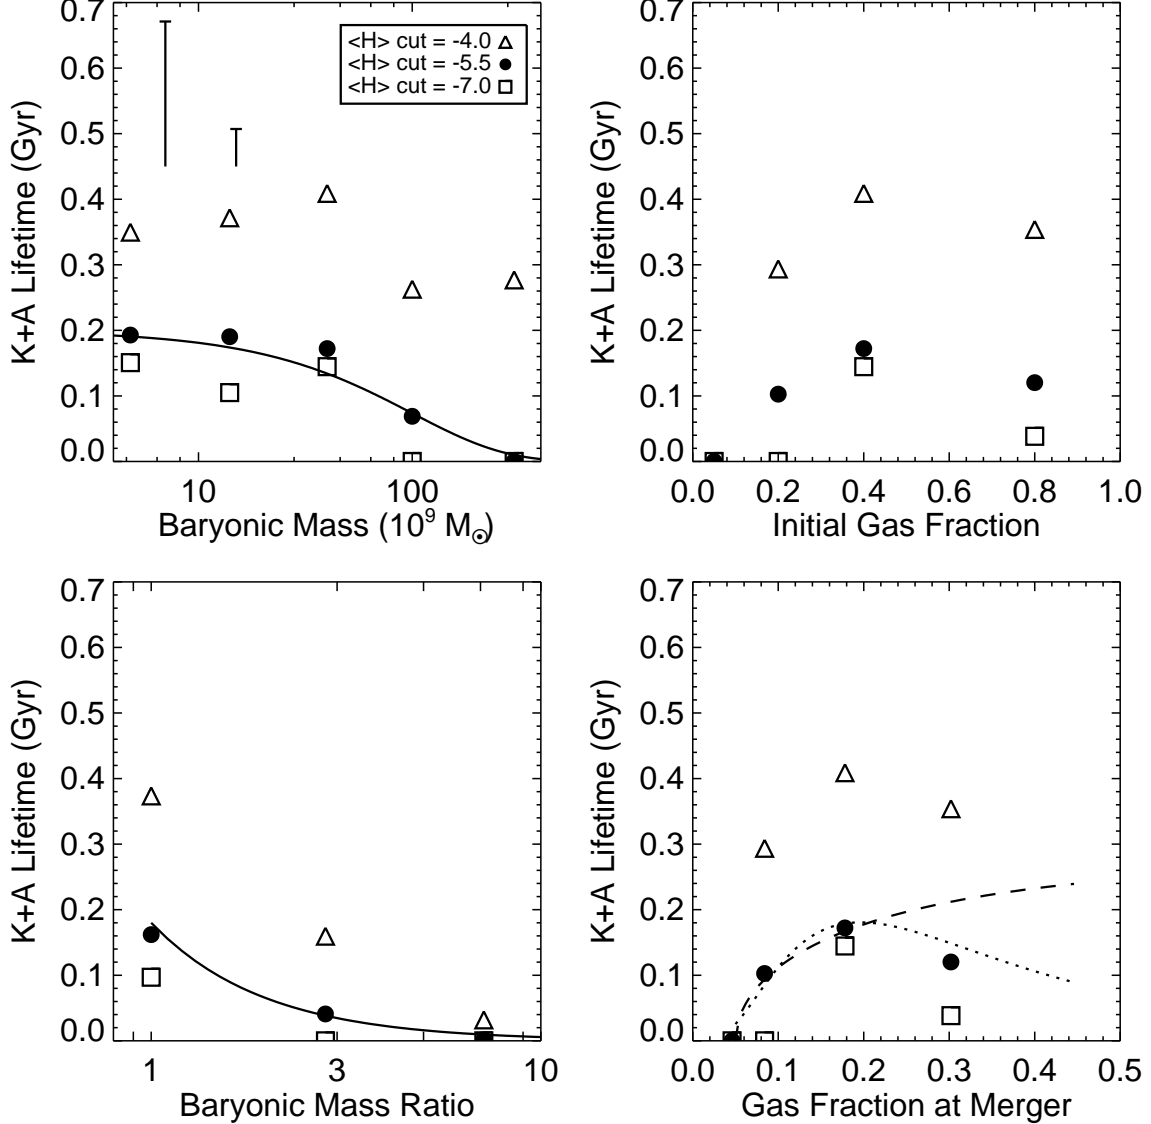 0.7
0.6
0.5
0.4
0.3
0.2
0.1
0.0
K+A Lifetime (Gyr)
<H> cut = -4.0
<H> cut = -5.5
<H> cut = -7.0
10 100
Baryonic Mass (10⁹ M☉)
0.7
0.6
0.5
0.4
0.3
0.2
0.1
0.0
K+A Lifetime (Gyr)
0.0 0.2 0.4 0.6 0.8 1.0
Initial Gas Fraction
0.7
0.6
0.5
0.4
0.3
0.2
0.1
0.0
K+A Lifetime (Gyr)
1 3 10
Baryonic Mass Ratio
0.7
0.6
0.5
0.4
0.3
0.2
0.1
0.0
K+A Lifetime (Gyr)
0.0 0.1 0.2 0.3 0.4 0.5
Gas Fraction at Merger